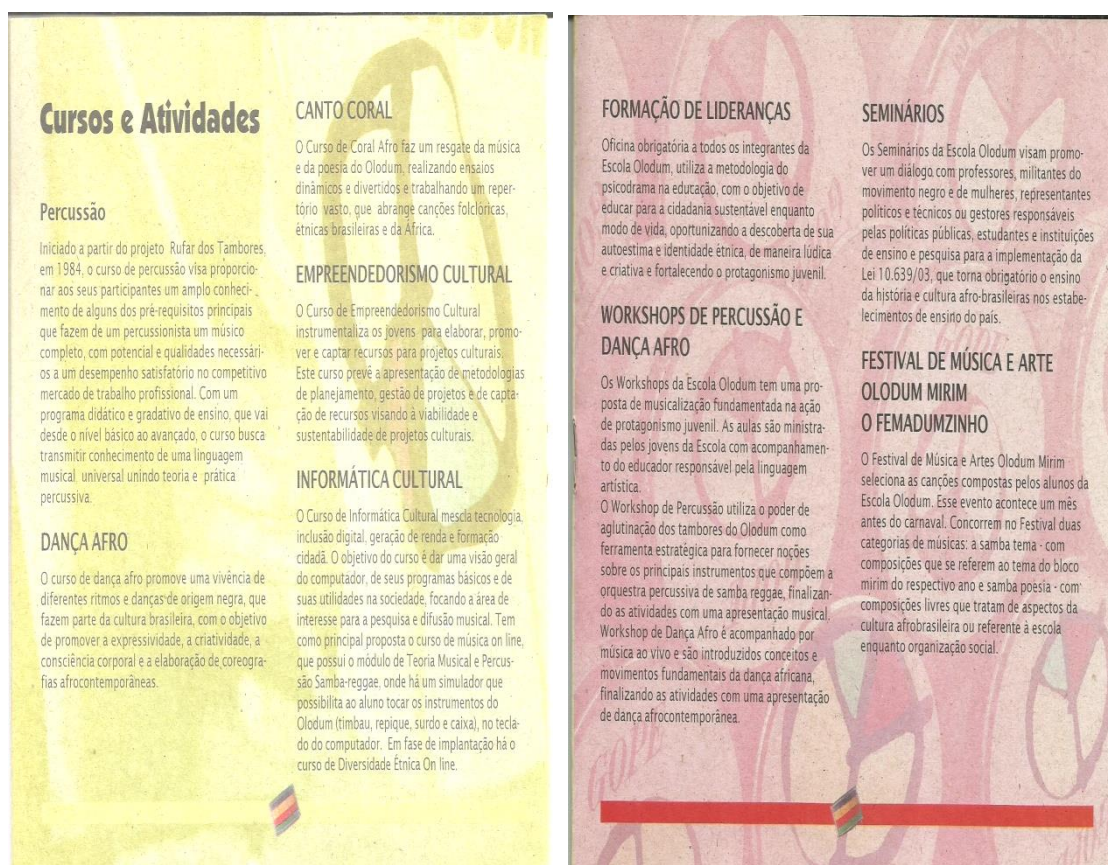 Cursos e Atividades
Percussão
Iniciado a partir do projeto Rufar dos Tambores,
em 1984, o curso de percussão visa proporcio-
nar aos seus participantes um amplo conheci-
mento de alguns dos pré-requisitos principais
que fazem de um percussionista um músico
completo, com potencial e qualidades necessári-
os a um desempenho satisfatório no competitivo
mercado de trabalho profissional. Com um
programa didático e gradativo de ensino, que vai
desde o nível básico ao avançado, o curso busca
transmitir conhecimento de uma linguagem
musical universal unindo teoria e prática
percussiva.
DANÇA AFRO
O curso de dança afro promove uma vivência de
diferentes ritmos e danças de origem negra, que
fazem parte da cultura brasileira, com o objetivo
de promover a expressividade, a criatividade, a
consciência corporal e a elaboração de coreogra-
fias afrocontemporâneas.
CANTO CORAL
O Curso de Coral Afro faz um resgate da música
e da poesia do Olodum, realizando ensaios
dinâmicos e divertidos e trabalhando um reper-
tório vasto, que abrange canções folclóricas,
étnicas brasileiras e da África.
EMPREENDEDORISMO CULTURAL
O Curso de Empreendedorismo Cultural
instrumentaliza os jovens para elaborar, promo-
ver e captar recursos para projetos culturais.
Este curso prevê a apresentação de metodologias
de planejamento, gestão de projetos e de capta-
ção de recursos visando à viabilidade e
sustentabilidade de projetos culturais.
INFORMÁTICA CULTURAL
O Curso de Informática Cultural mescla tecnologia,
inclusão digital, geração de renda e formação
cidadã. O objetivo do curso é dar uma visão geral
do computador, de seus programas básicos e de
suas utilidades na sociedade, focando a área de
interesse para a pesquisa e difusão musical. Tem
como principal proposta o curso de música on line,
que possui o módulo de Teoria Musical e Percus-
são Samba-reggae, onde há um simulador que
possibilita ao aluno tocar os instrumentos do
Olodum (timbau, repique, surdo e caixa), no tecla-
do do computador. Em fase de implantação há o
curso de Diversidade Étnica On line.
FORMAÇÃO DE LIDERANÇAS
Oficina obrigatória a todos os integrantes da
Escola Olodum, utiliza a metodologia do
psicodrama na educação, com o objetivo de
educar para a cidadania sustentável enquanto
modo de vida, oportunizando a descoberta de sua
autoestima e identidade étnica, de maneira lúdica
e criativa e fortalecendo o protagonismo juvenil.
WORKSHOPS DE PERCUSSÃO E
DANÇA AFRO
Os Workshops da Escola Olodum tem uma pro-
posta de musicalização fundamentada na ação
de protagonismo juvenil. As aulas são ministra-
das pelos jovens da Escola com acompanhamen-
to do educador responsável pela linguagem
artística.
O Workshop de Percussão utiliza o poder de
aglutinação dos tambores do Olodum como
ferramenta estratégica para fornecer noções
sobre os principais instrumentos que compõem a
orquestra percussiva de samba reggae, finalizan-
do as atividades com uma apresentação musical.
Workshop de Dança Afro é acompanhado por
música ao vivo e são introduzidos conceitos e
movimentos fundamentais da dança africana,
finalizando as atividades com uma apresentação
de dança afrocontemporânea.
SEMINÁRIOS
Os Seminários da Escola Olodum visam promo-
ver um diálogo com professores, militantes do
movimento negro e de mulheres, representantes
políticos e técnicos ou gestores responsáveis
pelas políticas públicas, estudantes e instituições
de ensino e pesquisa para a implementação da
Lei 10.639/03, que torna obrigatório o ensino
da história e cultura afro-brasileiras nos estabe-
lecimentos de ensino do país.
FESTIVAL DE MÚSICA E ARTE
OLODUM MIRIM
O FEMADUMZINHO
O Festival de Música e Artes Olodum Mirim
seleciona as canções compostas pelos alunos da
Escola Olodum. Esse evento acontece um mês
antes do carnaval. Concorrem no Festival duas
categorias de músicas: a samba tema - com
composições que se referem ao tema do bloco
mirim do respectivo ano e samba poesia - com
composições livres que tratam de aspectos da
cultura afrobrasileira ou referente à escola
enquanto organização social.
GOPE